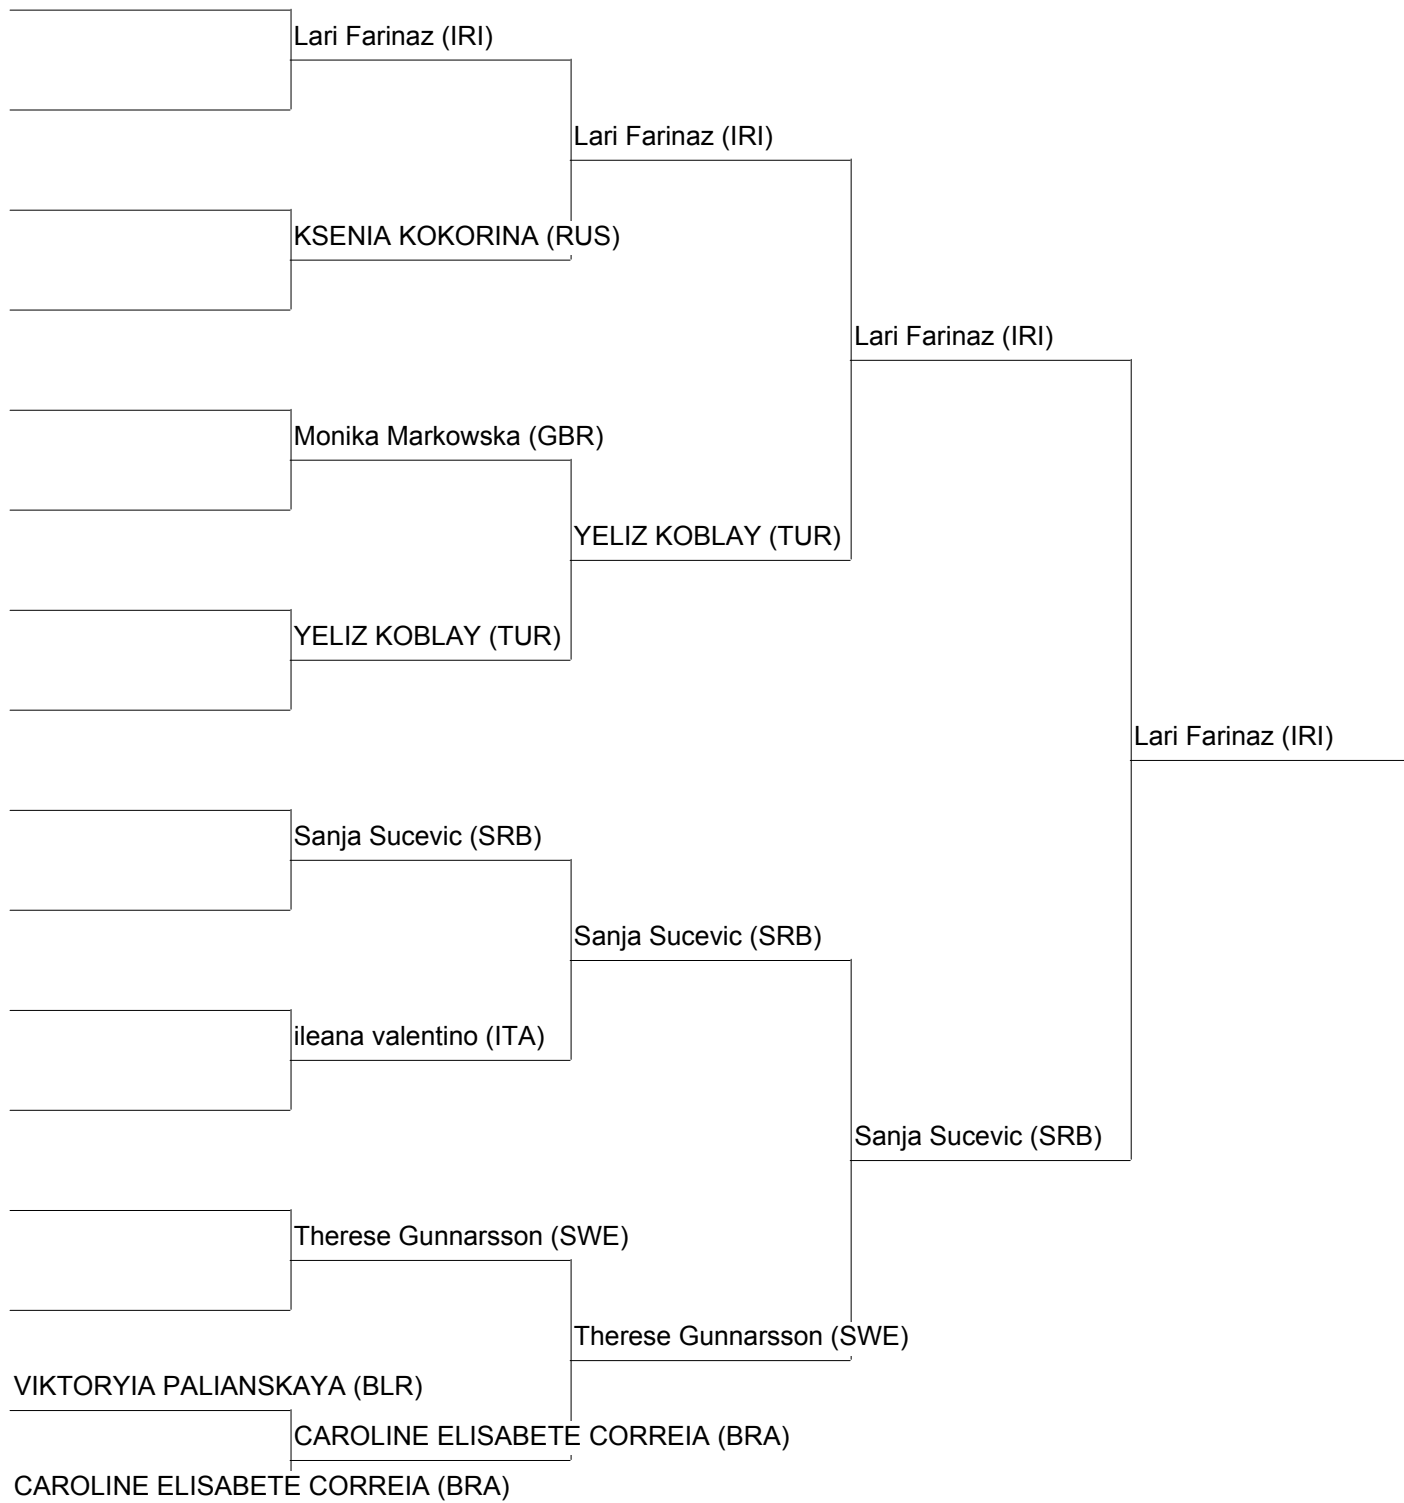 Lari Farinaz (IRI)
Lari Farinaz (IRI)
KSENIA KOKORINA (RUS)
Lari Farinaz (IRI)
Monika Markowska (GBR)
YELIZ KOBLAY (TUR)
YELIZ KOBLAY (TUR)
Lari Farinaz (IRI)
Sanja Sucevic (SRB)
Sanja Sucevic (SRB)
ileana valentino (ITA)
Sanja Sucevic (SRB)
Therese Gunnarsson (SWE)
Therese Gunnarsson (SWE)
VIKTORYIA PALIANSKAYA (BLR)
CAROLINE ELISABETE CORREIA (BRA)
CAROLINE ELISABETE CORREIA (BRA)